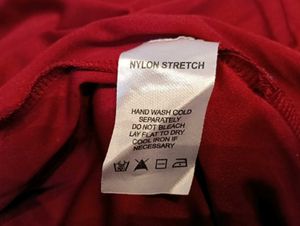 NYLON STRETCH
HAND WASH COLD
SEPARATELY
DO NOT BLEACH
LAY FLAT TO DRY
COOL IRON IF
NECESSARY